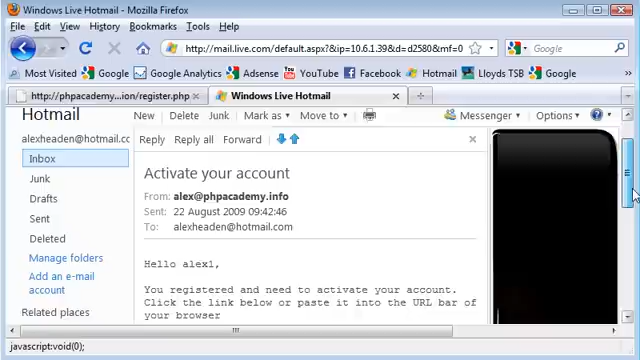 Windows Live Hotmail - Mozilla Firefox
File Edit View History Bookmarks Tools Help
http://mail.live.com/default.aspx?&ip=10.6.1.39&d=d2580&mf=0
Google
Most Visited Google Google Analytics Adsense YouTube Facebook Hotmail Lloyds TSB Google
http://phpacademy...ion/register.php
Windows Live Hotmail
Hotmail
New Delete Junk Mark as Move to Messenger Options
alexheaden@hotmail.cc
Reply Reply all Forward
Inbox
Junk
Drafts
Sent
Deleted
Manage folders
Add an e-mail
account
Related places
Activate your account
From: alex@phpacademy.info
Sent: 22 August 2009 09:42:46
To: alexheaden@hotmail.com
Hello alex1,
You registered and need to activate your account.
Click the link below or paste it into the URL bar of
your browser
javascript:void(0);